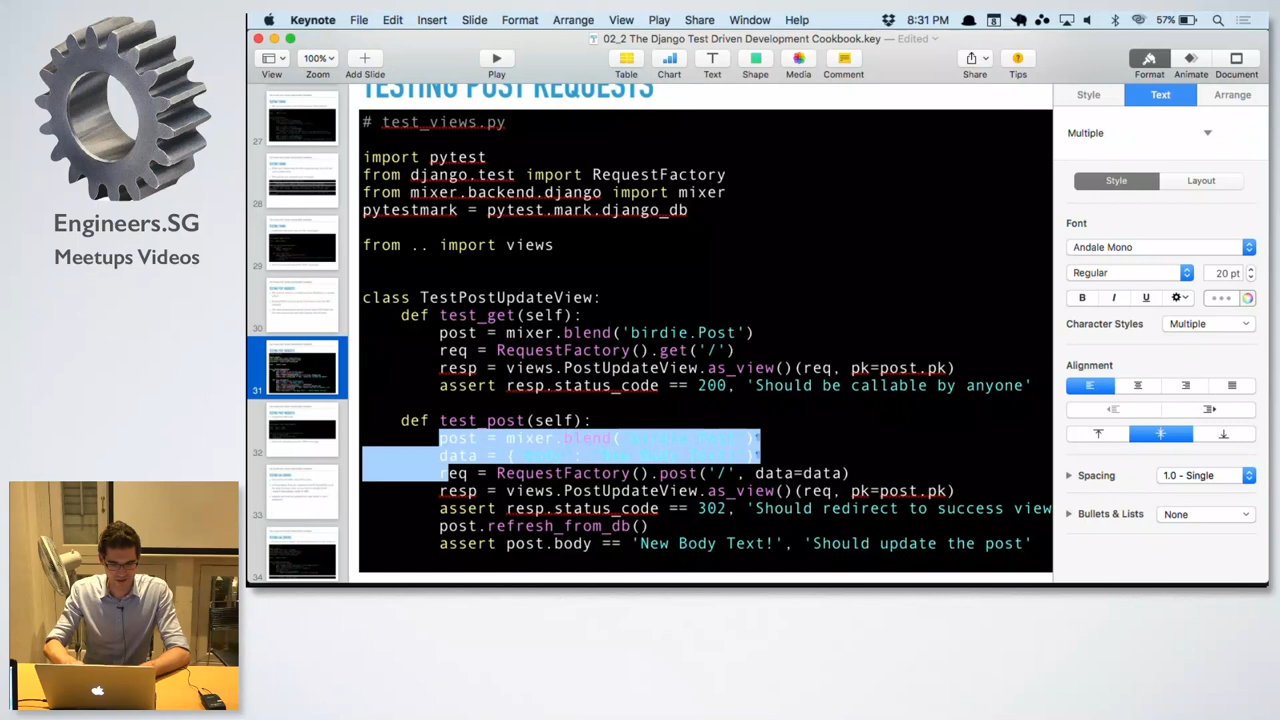 Keynote File Edit Insert Slide Format Arrange View Play Share Window Help 8 8:31 PM 57%
02_2 The Django Test Driven Development Cookbook.key — Edited
100%
View Zoom Add Slide Play Table Chart Text Shape Media Comment Share Tips Format Animate Document
Engineers.SG
Meetups Videos
27
28
29
30
31
32
33
34
TESTING POST REQUESTS
# test_views.py
import pytest
from django.test import RequestFactory
from mixer.backend.django import mixer
pytestmark = pytest.mark.django_db
from .. import views
class TestPostUpdateView:
def test_get(self):
post = mixer.blend('birdie.Post')
req = RequestFactory().get('/')
resp = views.PostUpdateView.as_view()(req, pk=post.pk)
assert resp.status_code == 200, 'Should be callable by anyone'
def test_post(self):
post = mixer.blend(
data = {
req = RequestFactory().post data=data)
resp = views.PostUpdateView.as_view()(req, pk=post.pk)
assert resp.status_code == 302, 'Should redirect to success view
post.refresh_from_db()
assert post.body == 'New Body Text!', 'Should update the post'
Style Text Arrange
Multiple
Style Layout
Font
Andale Mono
Regular 20 pt
B I
Character Styles Multiple
Alignment
Spacing Single
Bullets & Lists None